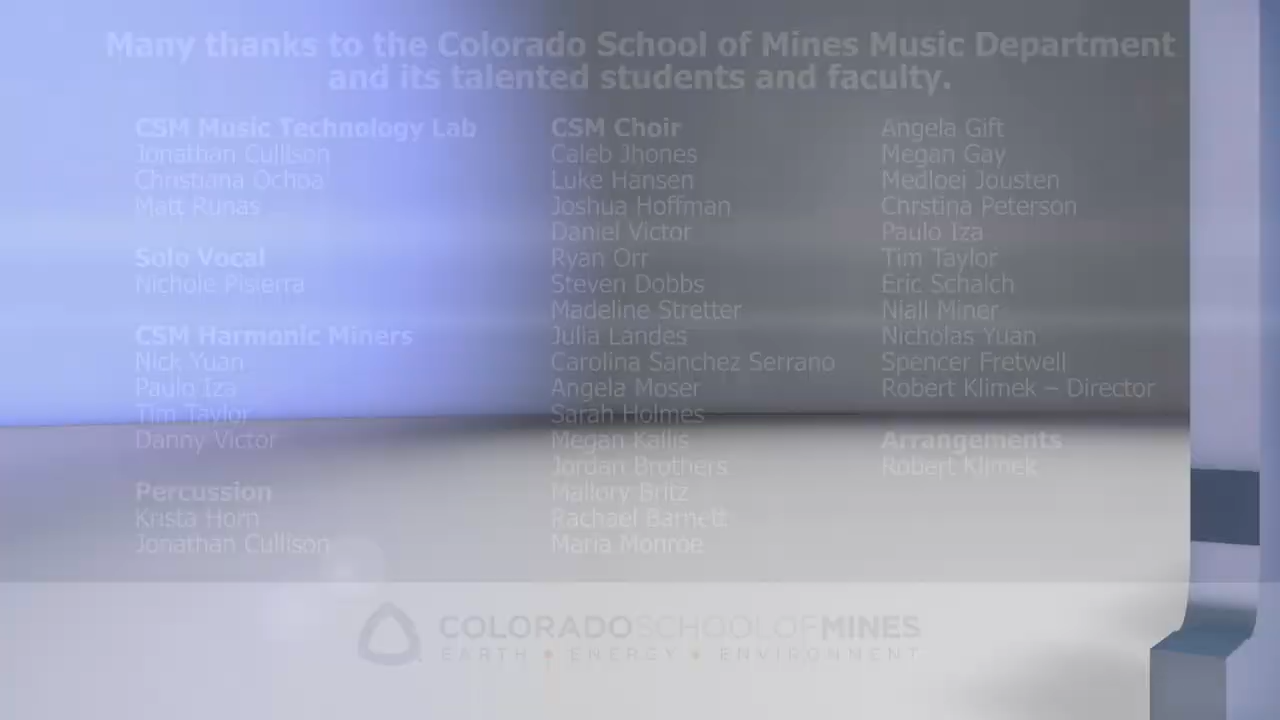 Many thanks to the Colorado School of Mines Music Department
and its talented students and faculty.
CSM Music Technology Lab
Jonathan Cullison
Christiana Ochoa
Matt Runas
Solo Vocal
Nichole Pisierra
CSM Harmonic Miners
Nick Yuan
Paulo Iza
Tim Taylor
Danny Victor
Percussion
Krista Horn
Jonathan Cullison
CSM Choir
Caleb Jhones
Luke Hansen
Joshua Hoffman
Daniel Victor
Ryan Orr
Steven Dobbs
Madeline Stretter
Julia Landes
Carolina Sanchez Serrano
Angela Moser
Sarah Holmes
Megan Kallis
Jordan Brothers
Mallory Britz
Rachael Barnett
Maria Monroe
Angela Gift
Megan Gay
Medloei Jousten
Chrstina Peterson
Paulo Iza
Tim Taylor
Eric Schalch
Niall Miner
Nicholas Yuan
Spencer Fretwell
Robert Klimek – Director
Arrangements
Robert Klimek
COLORADOSCHOOLOFMINES
EARTH • ENERGY • ENVIRONMENT